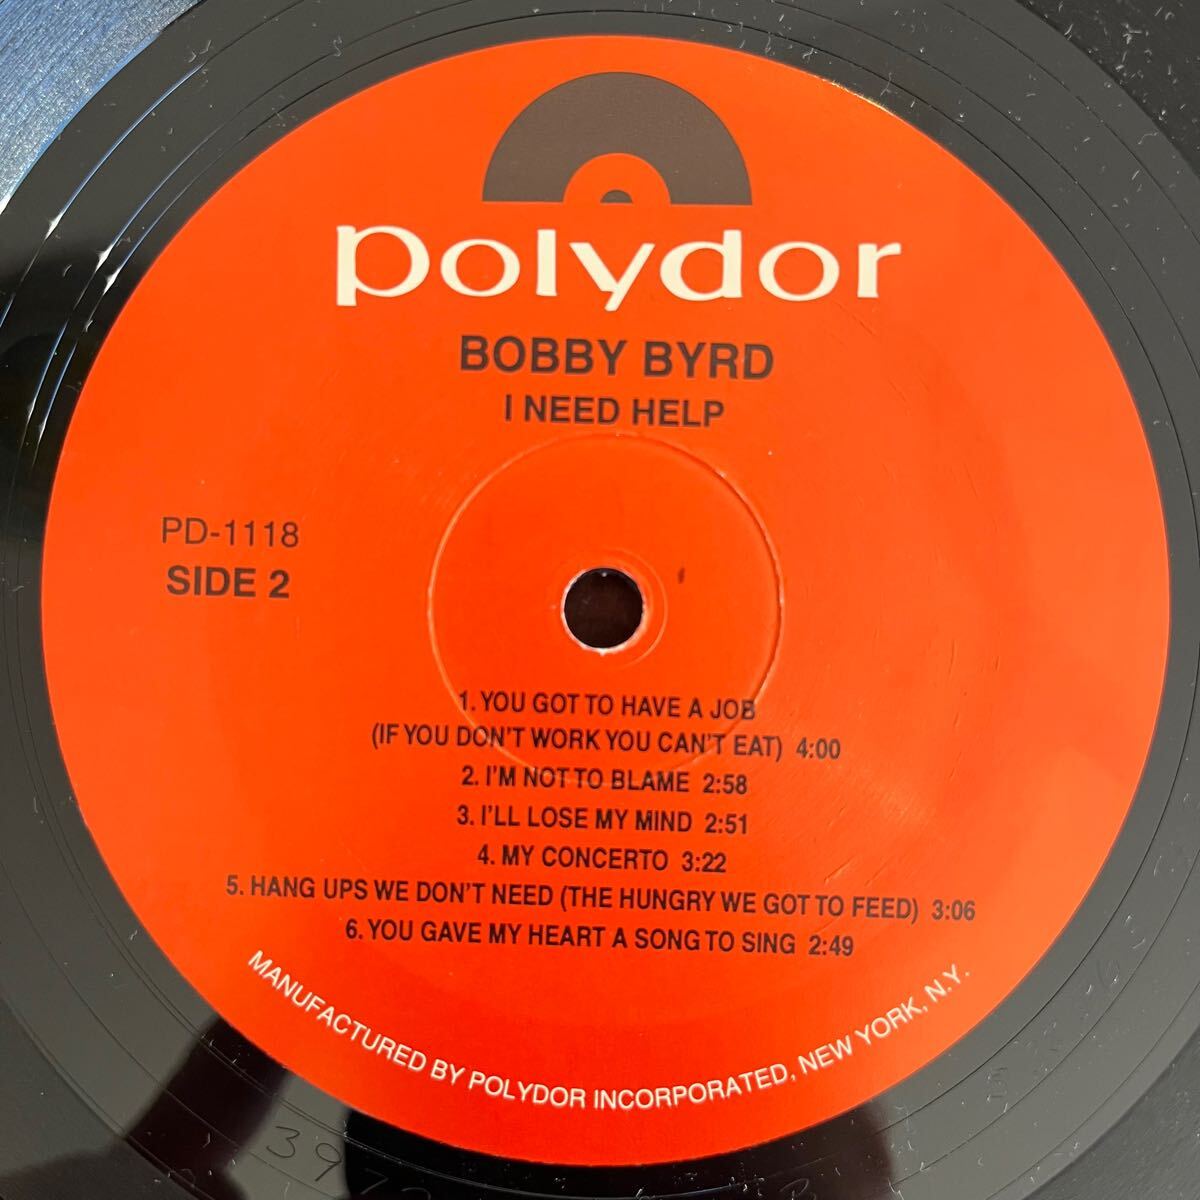 polydor
BOBBY BYRD
I NEED HELP
PD-1118
SIDE 2
1. YOU GOT TO HAVE A JOB
(IF YOU DON'T WORK YOU CAN'T EAT) 4:00
2. I'M NOT TO BLAME 2:58
3. I'LL LOSE MY MIND 2:51
4. MY CONCERTO 3:22
5. HANG UPS WE DON'T NEED (THE HUNGRY WE GOT TO FEED) 3:06
6. YOU GAVE MY HEART A SONG TO SING 2:49
MANUFACTURED BY POLYDOR INCORPORATED, NEW YORK, N.Y.